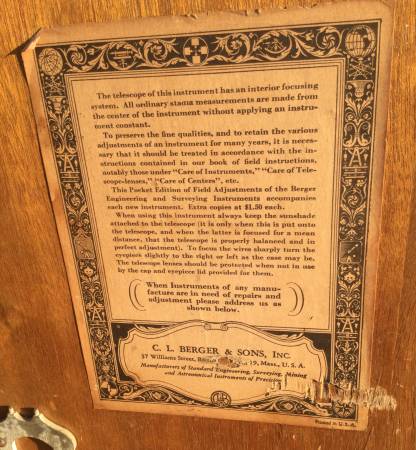 The telescope of this instrument has an interior focusing
system. All ordinary stadia measurements are made from
the center of the instrument without applying an instru-
ment constant.
To preserve the fine qualities, and to retain the various
adjustments of an instrument for many years, it is neces-
sary that it should be treated in accordance with the in-
structions contained in our book of field instructions,
notably those under "Care of Instruments," "Care of Tele-
scope-lenses," "Care of Centers", etc.
This Pocket Edition of Field Adjustments of the Berger
Engineering and Surveying Instruments accompanies
each new instrument. Extra copies at $1.50 each.
When using this instrument always keep the sunshade
attached to the telescope (it is only when this is put onto
the telescope, and when the latter is focused for a mean
distance, that the telescope is properly balanced and in
perfect adjustment). To focus the wires sharply turn the
eyepiece slightly to the right or left as the case may be.
The telescope lenses should be protected when not in use
by the cap and eyepiece lid provided for them.
When Instruments of any manu-
facture are in need of repairs and
adjustment please address us as
shown below.
C. L. BERGER & SONS, INC.
37 Williams Street, 19, Mass., U. S. A.
Manufacturers of Standard Engineering, Surveying, Mining
and Astronomical Instruments of Precision
Printed in U.S.A.